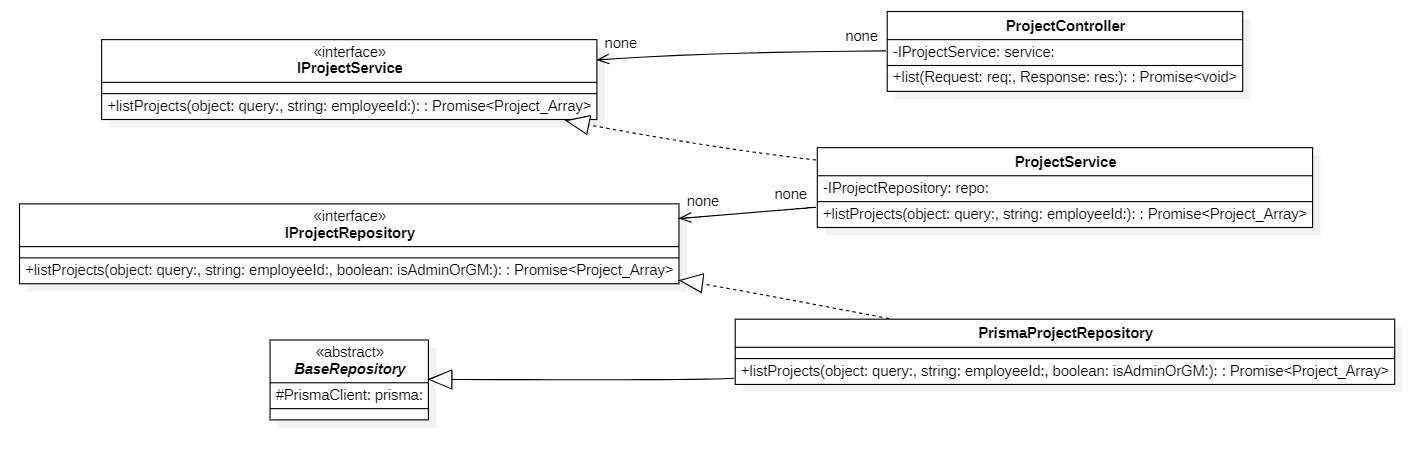 ProjectController
-IProjectService: service:
+list(Request: req:, Response: res:): : Promise<void>
none
none
«interface»
IProjectService
+listProjects(object: query:, string: employeeId:): : Promise<Project_Array>
ProjectService
-IProjectRepository: repo:
+listProjects(object: query:, string: employeeId:): : Promise<Project_Array>
none
none
«interface»
IProjectRepository
+listProjects(object: query:, string: employeeId:, boolean: isAdminOrGM:): : Promise<Project_Array>
PrismaProjectRepository
+listProjects(object: query:, string: employeeId:, boolean: isAdminOrGM:): : Promise<Project_Array>
«abstract»
BaseRepository
#PrismaClient: prisma: